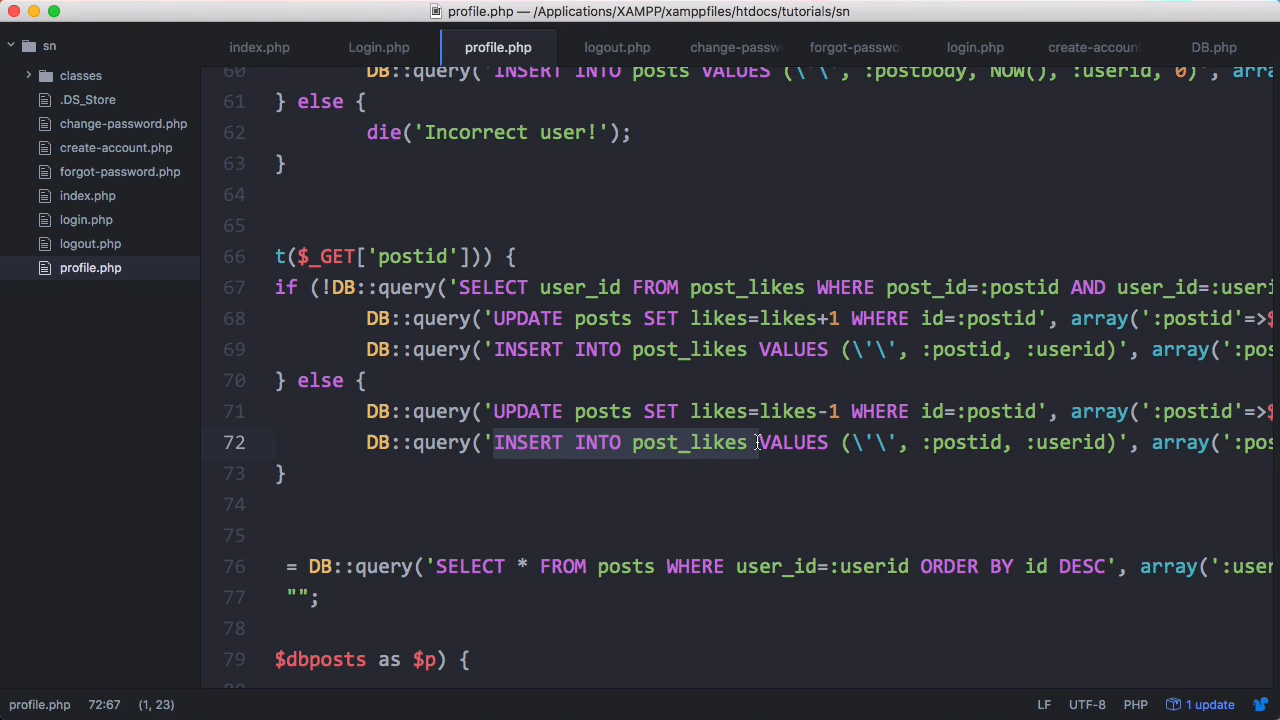 profile.php — /Applications/XAMPP/xamppfiles/htdocs/tutorials/sn
sn
index.php Login.php profile.php logout.php change-passw forgot-passwo login.php create-accoun DB.php
classes
.DS_Store
change-password.php
create-account.php
forgot-password.php
index.php
login.php
logout.php
profile.php
60 DB::query('INSERT INTO posts VALUES (\'\', :postbody, NOW(), :userid, 0)', arra
61 } else {
62 die('Incorrect user!');
63 }
64
65
66 t($_GET['postid'])) {
67 if (!DB::query('SELECT user_id FROM post_likes WHERE post_id=:postid AND user_id=:useri
68 DB::query('UPDATE posts SET likes=likes+1 WHERE id=:postid', array(':postid'=>$
69 DB::query('INSERT INTO post_likes VALUES (\'\', :postid, :userid)', array(':pos
70 } else {
71 DB::query('UPDATE posts SET likes=likes-1 WHERE id=:postid', array(':postid'=>$
72 DB::query('INSERT INTO post_likes VALUES (\'\', :postid, :userid)', array(':pos
73 }
74
75
76 = DB::query('SELECT * FROM posts WHERE user_id=:userid ORDER BY id DESC', array(':user
77 "";
78
79 $dbposts as $p) {
profile.php 72:67 (1, 23) LF UTF-8 PHP 1 update